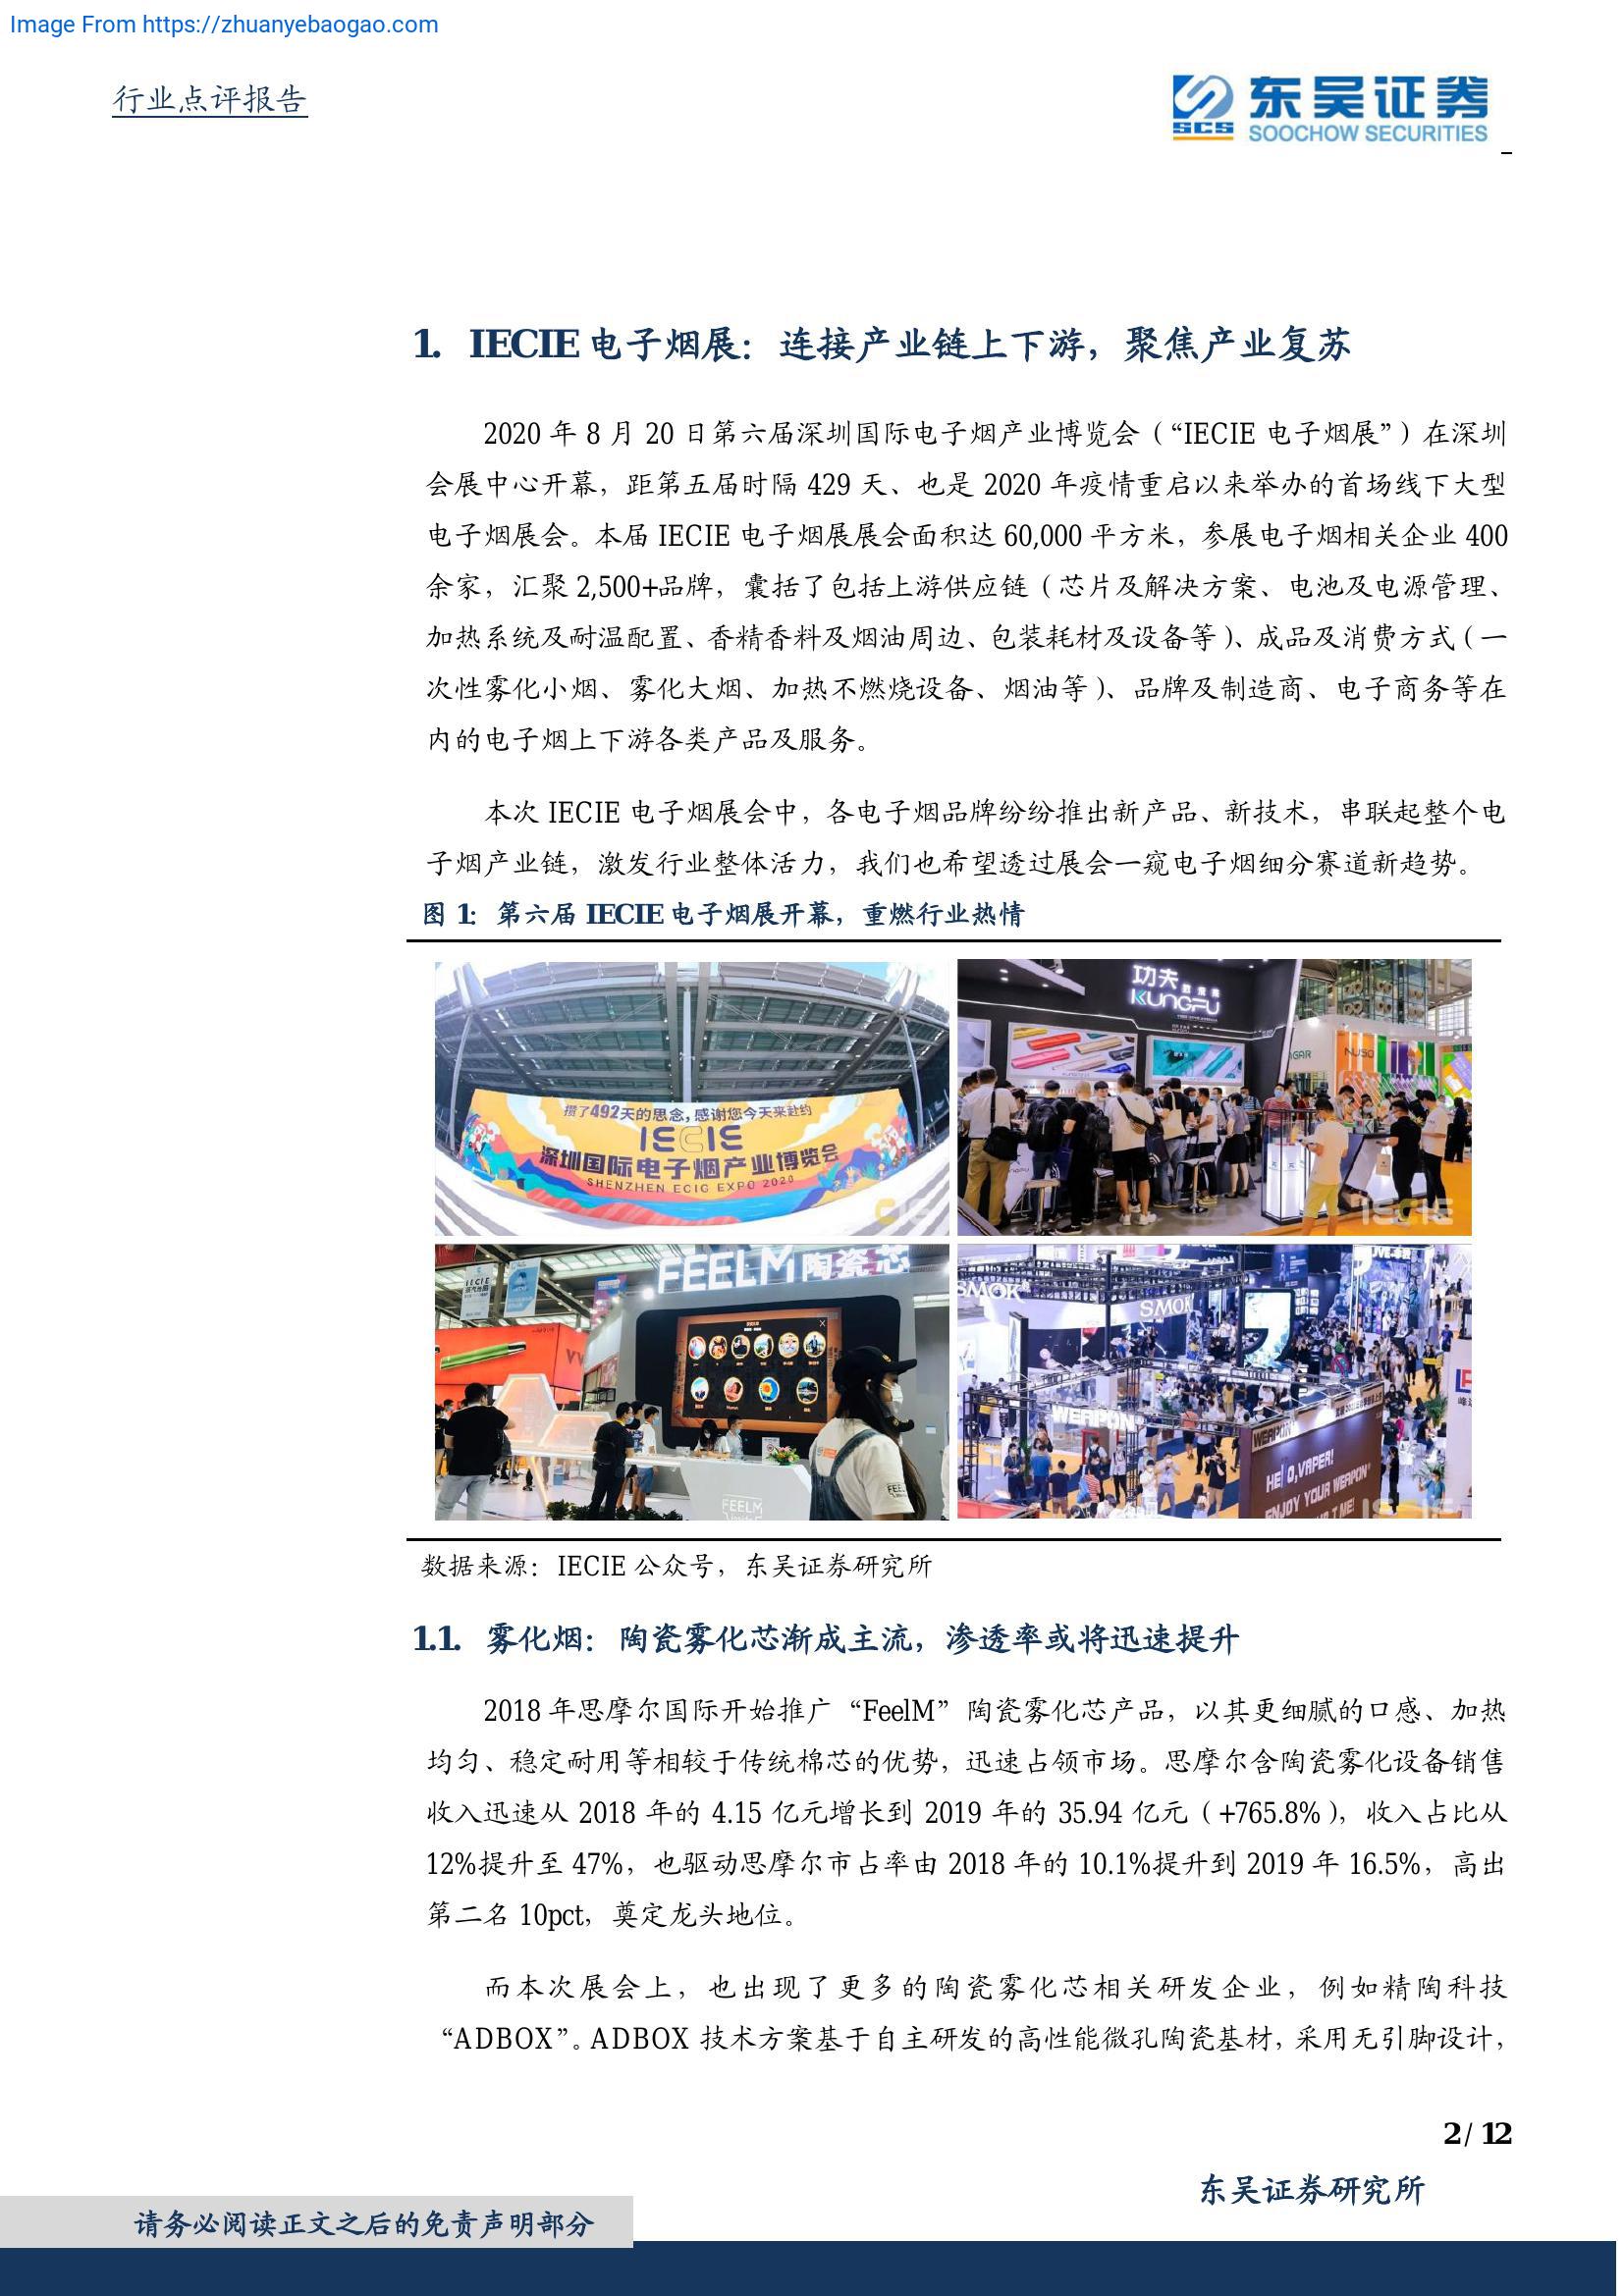 Image From https://zhuanyebaogao.com
行业点评报告
SCS 东吴证券
SOOCHOW SECURITIES
1. IECIE 电子烟展：连接产业链上下游，聚焦产业复苏
2020 年 8 月 20 日第六届深圳国际电子烟产业博览会（“IECIE 电子烟展”）在深圳
会展中心开幕，距第五届时隔 429 天、也是 2020 年疫情重启以来举办的首场线下大型
电子烟展会。本届 IECIE 电子烟展展会面积达 60,000 平方米，参展电子烟相关企业 400
余家，汇聚 2,500+品牌，囊括了包括上游供应链（芯片及解决方案、电池及电源管理、
加热系统及耐温配置、香精香料及烟油周边、包装耗材及设备等）、成品及消费方式（一
次性雾化小烟、雾化大烟、加热不燃烧设备、烟油等）、品牌及制造商、电子商务等在
内的电子烟上下游各类产品及服务。
本次 IECIE 电子烟展会中，各电子烟品牌纷纷推出新产品、新技术，串联起整个电
子烟产业链，激发行业整体活力，我们也希望透过展会一窥电子烟细分赛道新趋势。
图 1：第六届 IECIE 电子烟展开幕，重燃行业热情
攒了492天的思念，感谢您今天来赴约
IECIE
深圳国际电子烟产业博览会
SHENZHEN ECIG EXPO 2020
功夫
KUNGFU
GAR
NUSO
IECIE
FEELM 陶瓷芯
FEELM
SMOK
SMOK
WEAPON
WEAPON
HELLO, VAPER!
ENJOY YOUR WEAPON
IECIE
数据来源：IECIE 公众号，东吴证券研究所
1.1. 雾化烟：陶瓷雾化芯渐成主流，渗透率或将迅速提升
2018 年思摩尔国际开始推广“FeelM”陶瓷雾化芯产品，以其更细腻的口感、加热
均匀、稳定耐用等相较于传统棉芯的优势，迅速占领市场。思摩尔含陶瓷雾化设备销售
收入迅速从 2018 年的 4.15 亿元增长到 2019 年的 35.94 亿元（+765.8%），收入占比从
12%提升至 47%，也驱动思摩尔市占率由 2018 年的 10.1%提升到 2019 年 16.5%，高出
第二名 10pct，奠定龙头地位。
而本次展会上，也出现了更多的陶瓷雾化芯相关研发企业，例如精陶科技
“ADBOX”。ADBOX 技术方案基于自主研发的高性能微孔陶瓷基材，采用无引脚设计，
2 / 12
东吴证券研究所
请务必阅读正文之后的免责声明部分